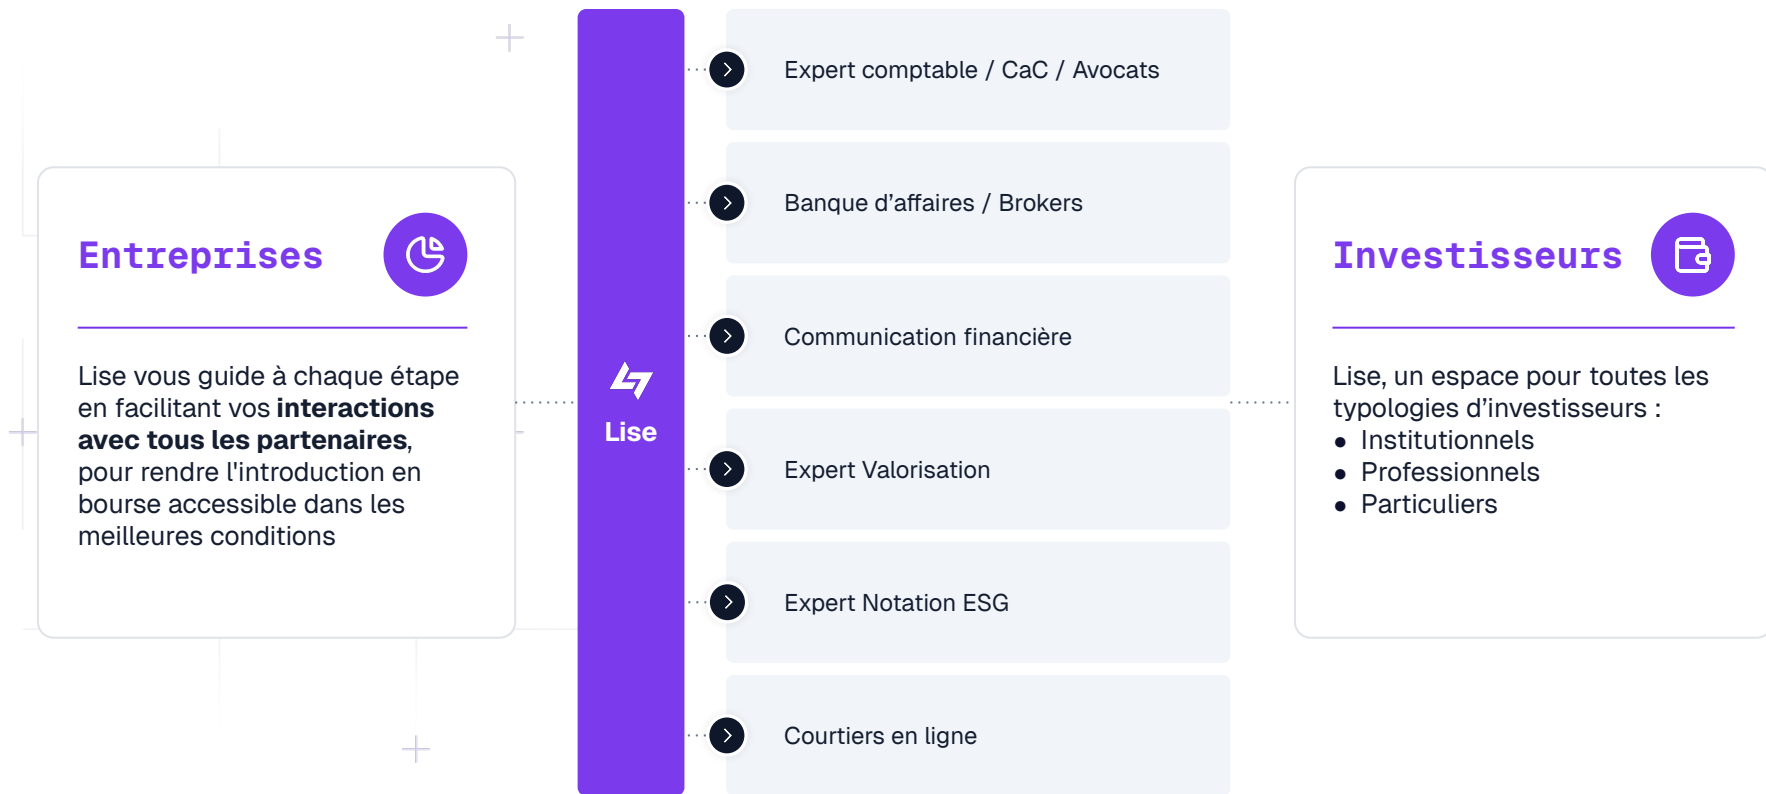 Entreprises
Lise vous guide à chaque étape
en facilitant vos interactions
avec tous les partenaires,
pour rendre l'introduction en
bourse accessible dans les
meilleures conditions
Lise
Expert comptable / CaC / Avocats
Banque d’affaires / Brokers
Communication financière
Expert Valorisation
Expert Notation ESG
Courtiers en ligne
Investisseurs
Lise, un espace pour toutes les
typologies d’investisseurs :
● Institutionnels
● Professionnels
● Particuliers